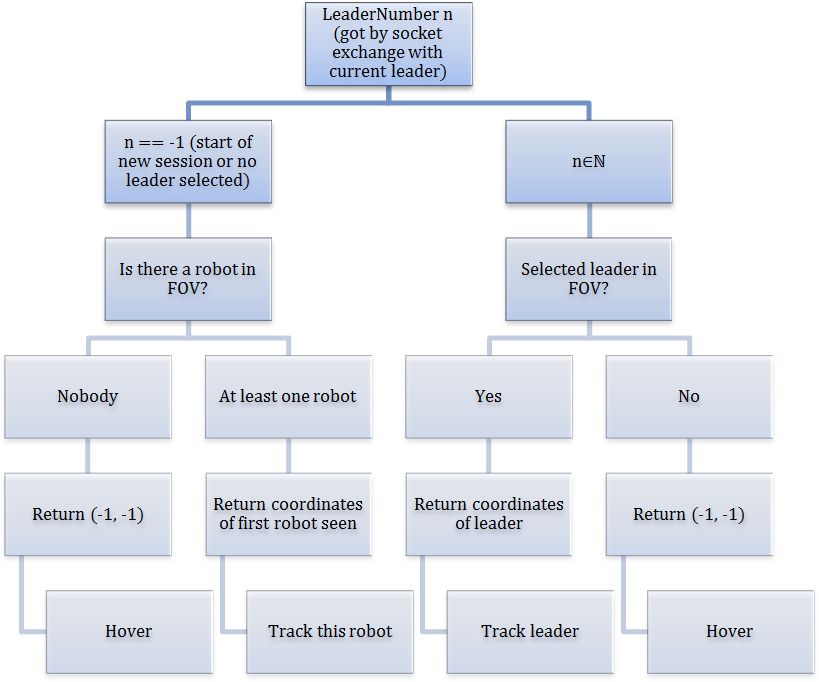 LeaderNumber n
(got by socket
exchange with
current leader)
n == -1 (start of
new session or no
leader selected)
n∈ℕ
Is there a robot in
FOV?
Selected leader in
FOV?
Nobody
At least one robot
Yes
No
Return (-1, -1)
Return coordinates
of first robot seen
Return coordinates
of leader
Return (-1, -1)
Hover
Track this robot
Track leader
Hover